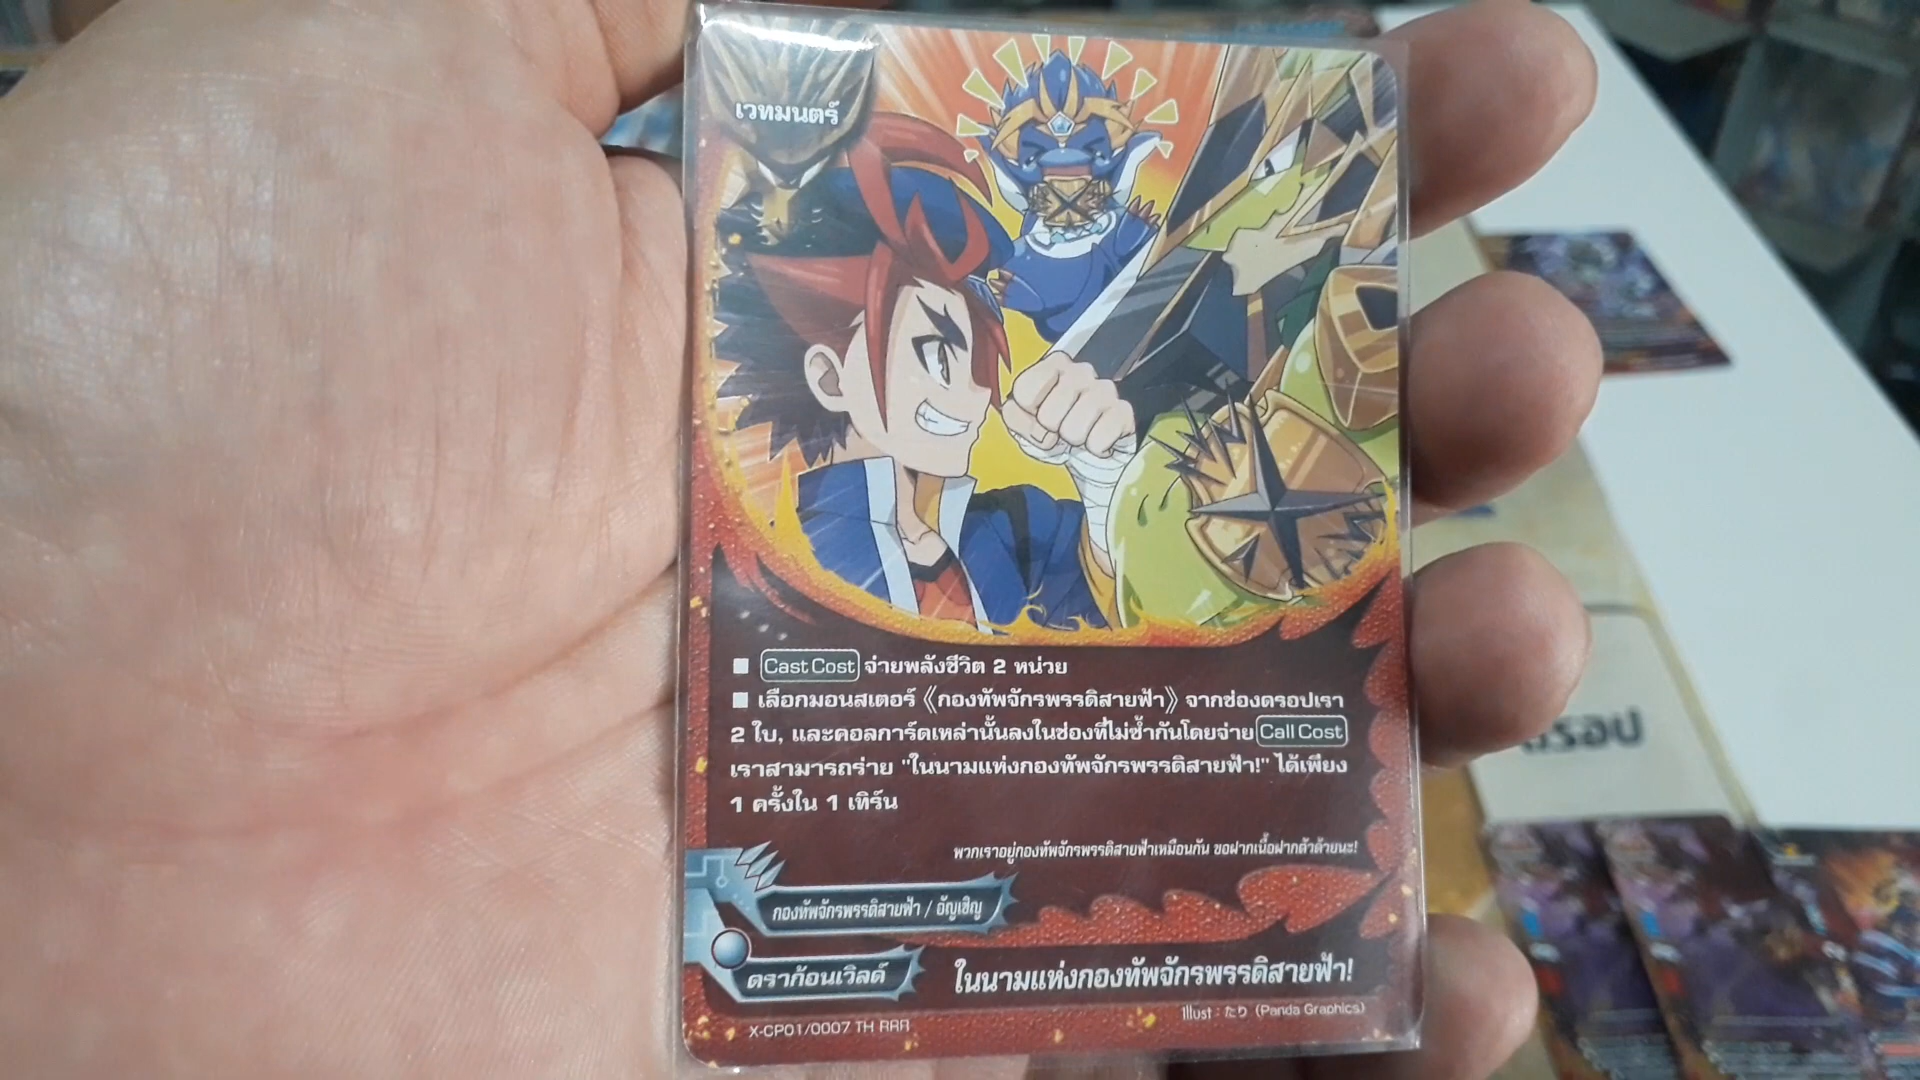 เวทมนตร์
■ Cast Cost จ่ายพลังชีวิต 2 หน่วย
■ เลือกมอนสเตอร์ 《กองทัพจักรพรรดิสายฟ้า》 จากช่องดรอปเรา
2 ใบ, และคอลการ์ดเหล่านั้นลงในช่องที่ไม่ซ้ำกันโดยจ่าย Call Cost
เราสามารถร่าย "ในนามแห่งกองทัพจักรพรรดิสายฟ้า!" ได้เพียง
1 ครั้งใน 1 เทิร์น
พวกเราอยู่กองทัพจักรพรรดิสายฟ้าเหมือนกัน ขอฝากเนื้อฝากตัวด้วยนะ!
กองทัพจักรพรรดิสายฟ้า / อัญเชิญ
ดราก้อนเวิลด์
ในนามแห่งกองทัพจักรพรรดิสายฟ้า!
Illust : たり (Panda Graphics)
X-CP01/0007 TH RRR
ดรอป